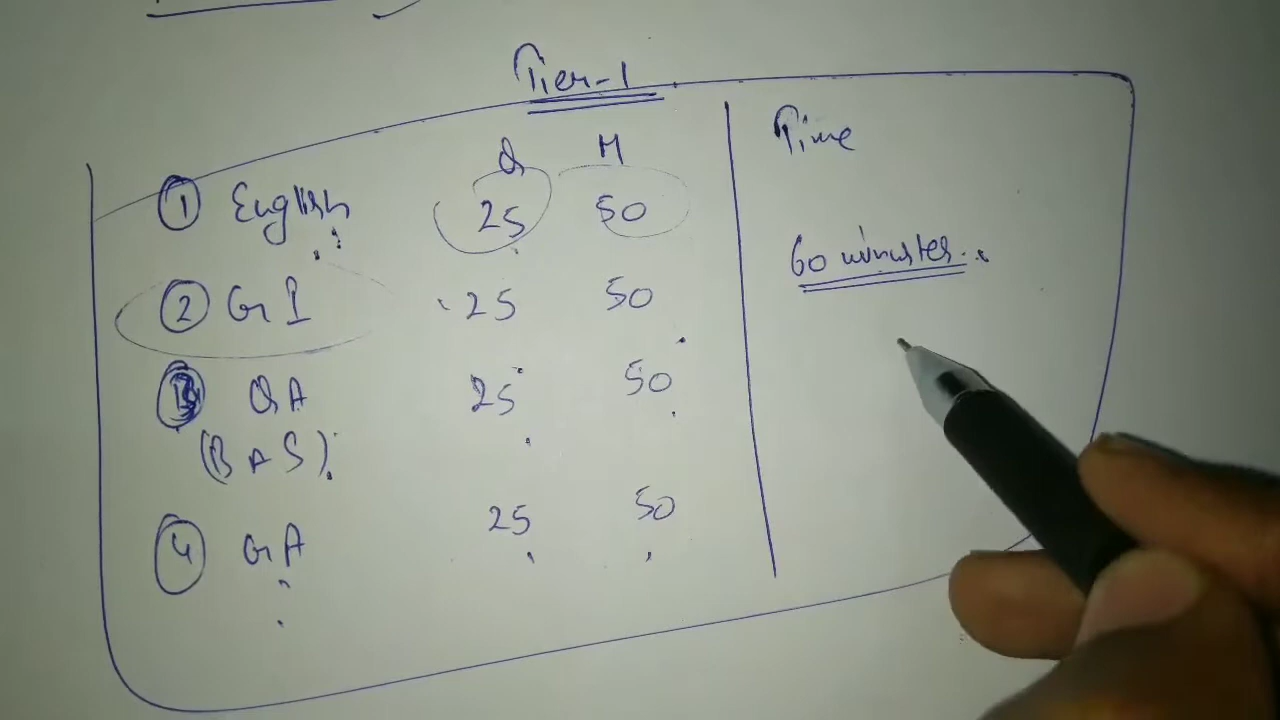 Tier-1
Q M Time
① English 25 50
60 minutes..
② GI 25 50
QA 25 50
(BAS).
④ GA 25 50